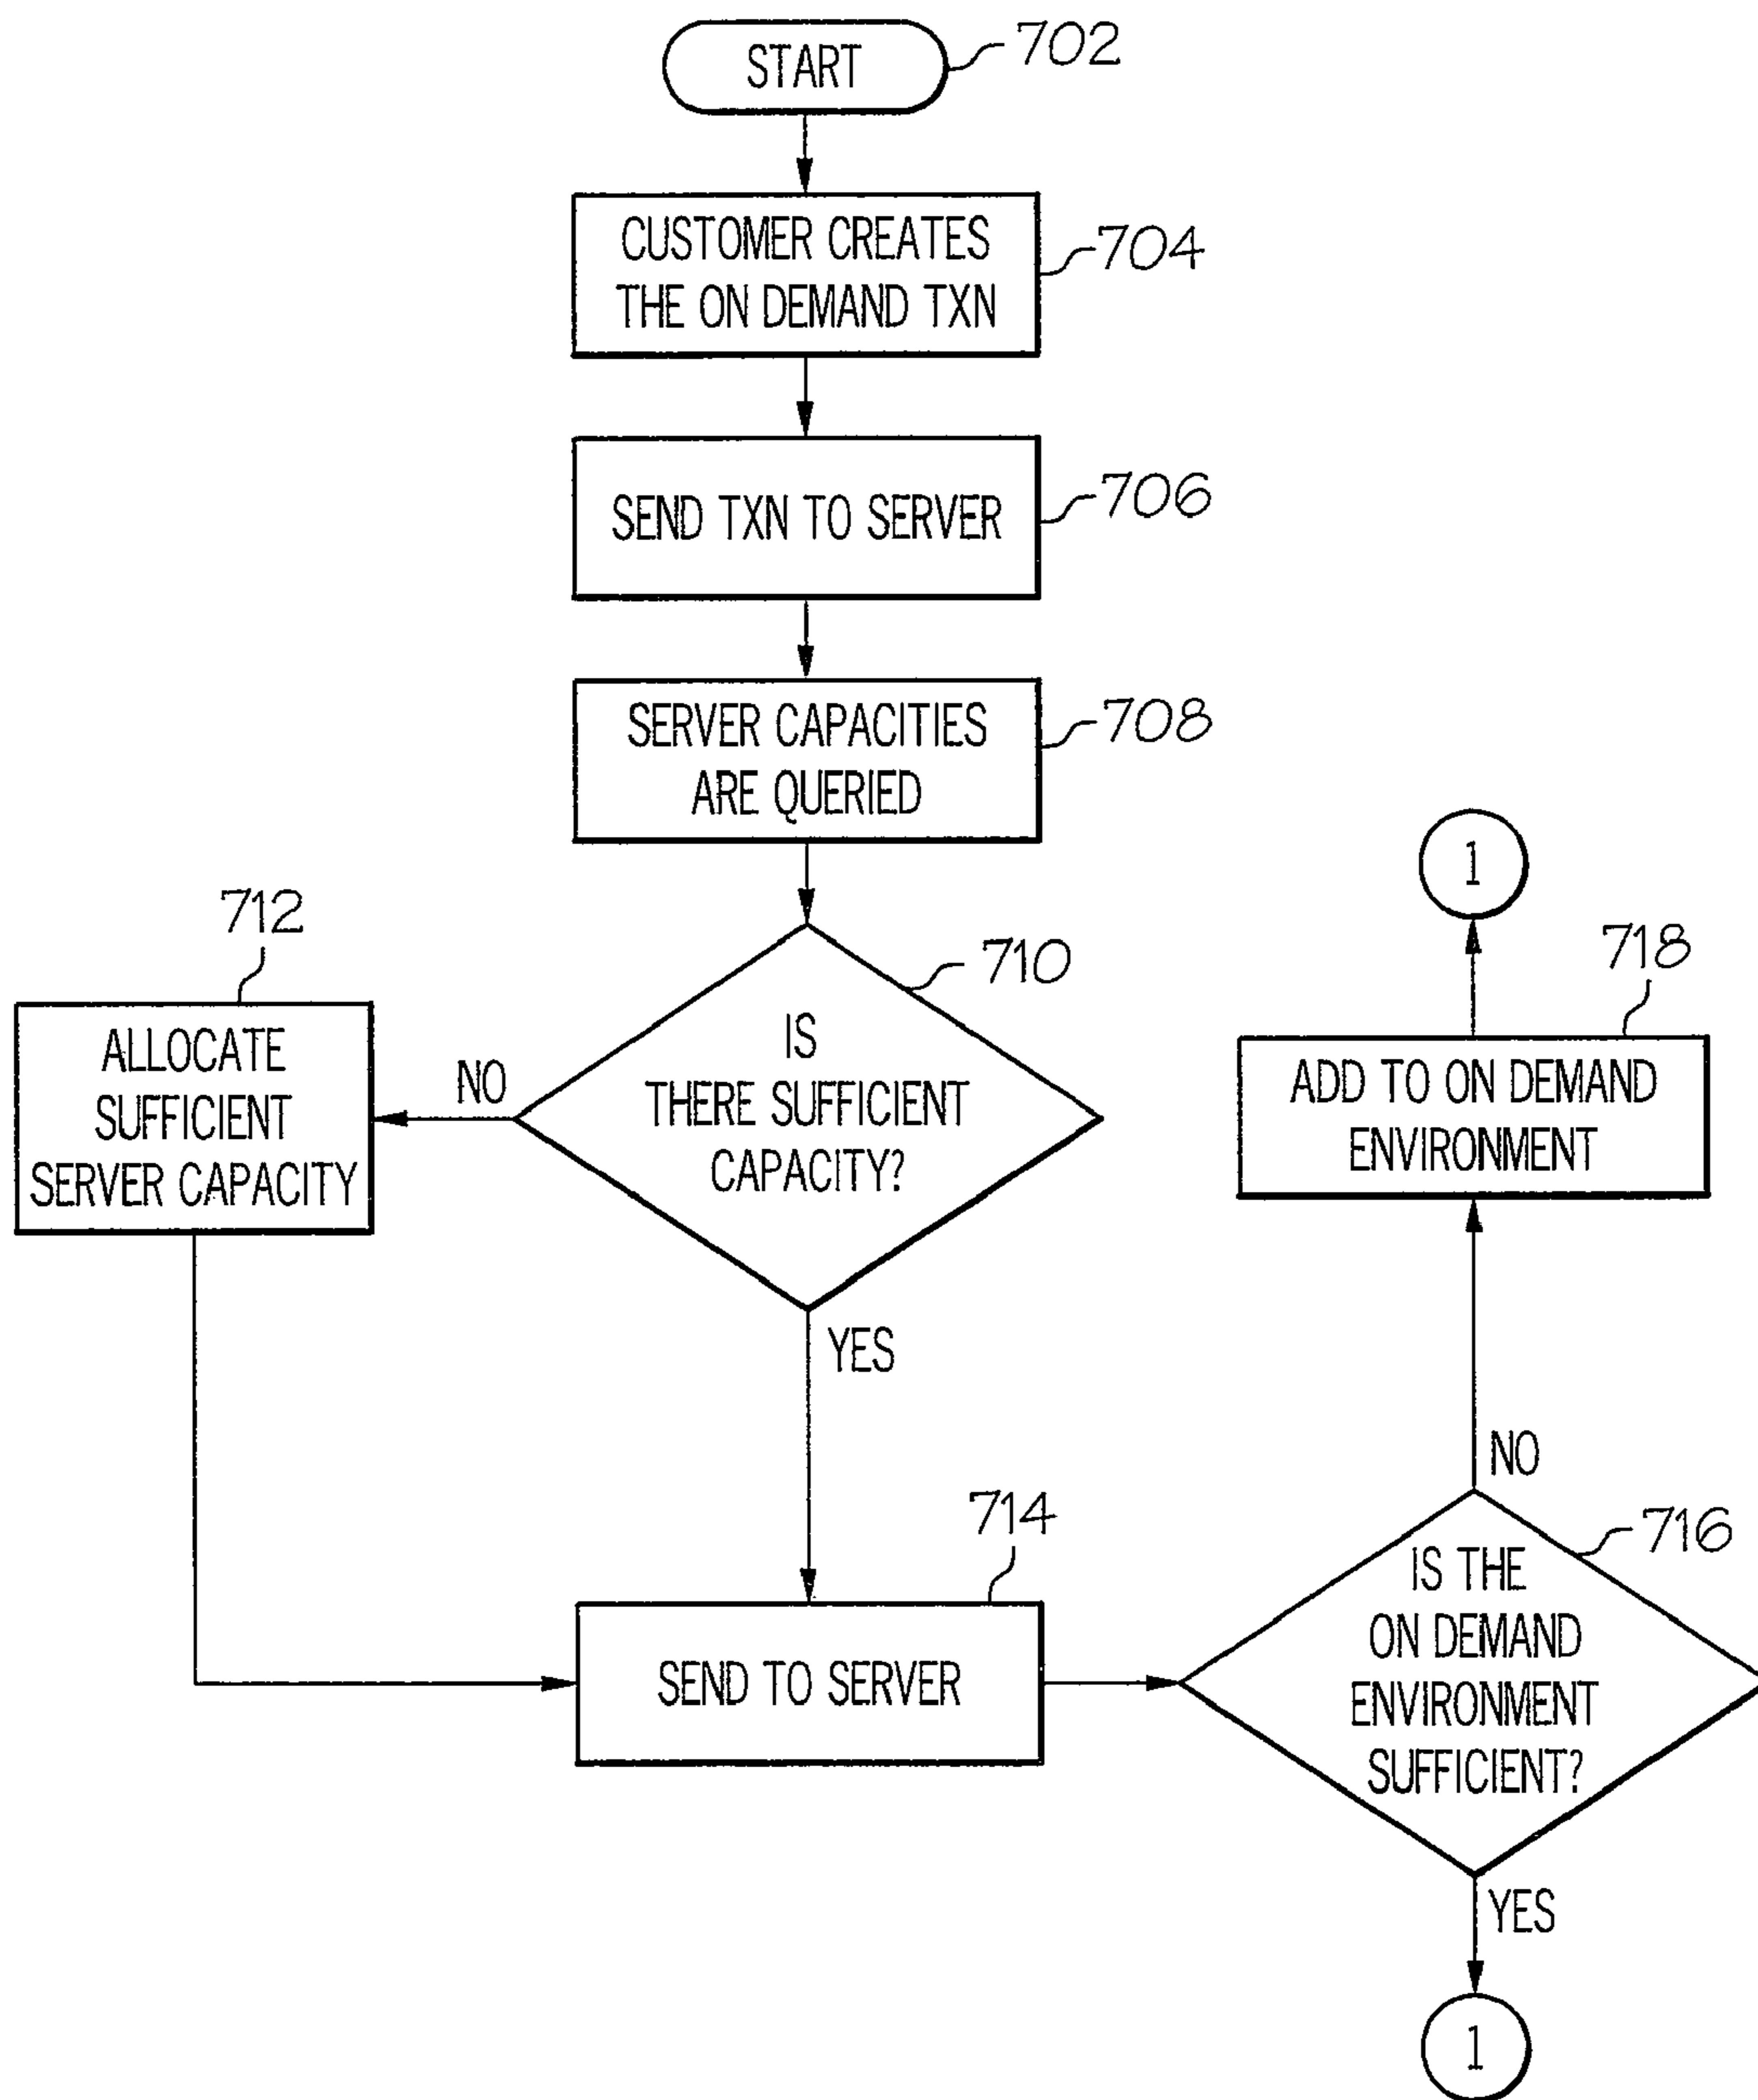 START
702
CUSTOMER CREATES
THE ON DEMAND TXN
704
SEND TXN TO SERVER
706
SERVER CAPACITIES
ARE QUERIED
708
IS
THERE SUFFICIENT
CAPACITY?
710
NO
712
ALLOCATE
SUFFICIENT
SERVER CAPACITY
YES
714
SEND TO SERVER
716
IS THE
ON DEMAND
ENVIRONMENT
SUFFICIENT?
NO
718
ADD TO ON DEMAND
ENVIRONMENT
1
YES
1